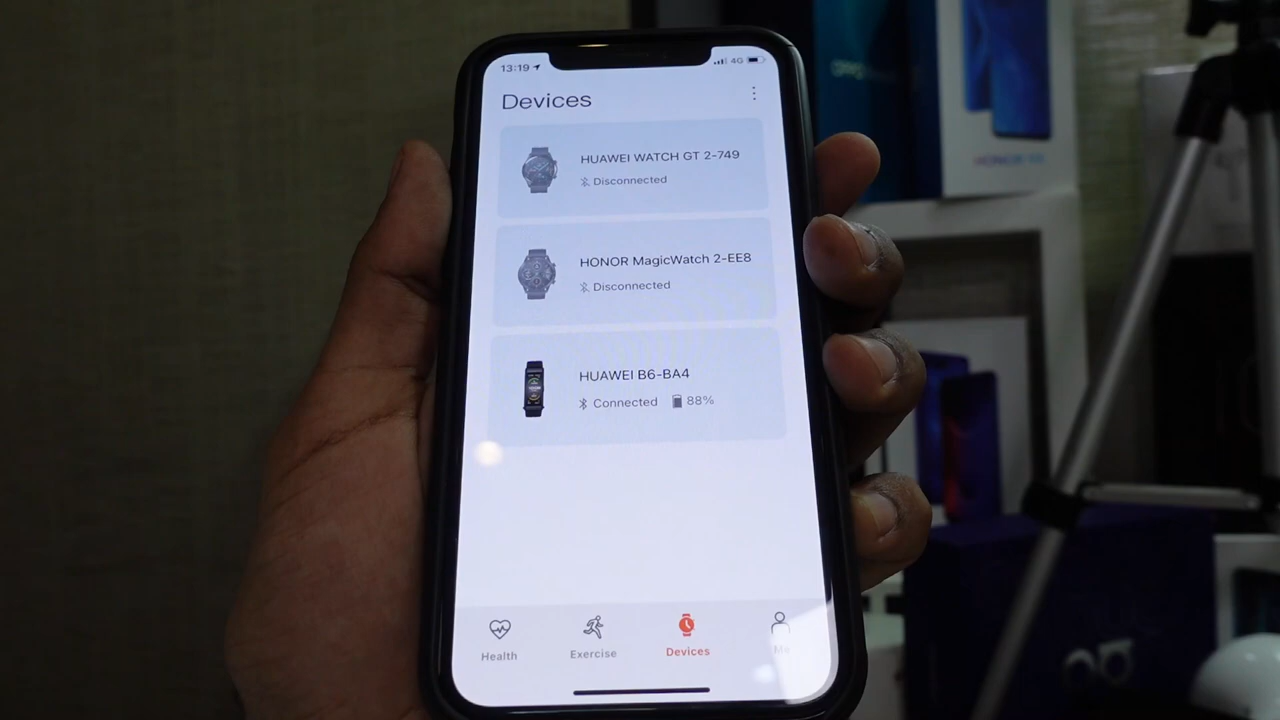 13:19
4G
Devices
HUAWEI WATCH GT 2-749
Disconnected
HONOR MagicWatch 2-EE8
Disconnected
HUAWEI B6-BA4
Connected 88%
Health
Exercise
Devices
Me